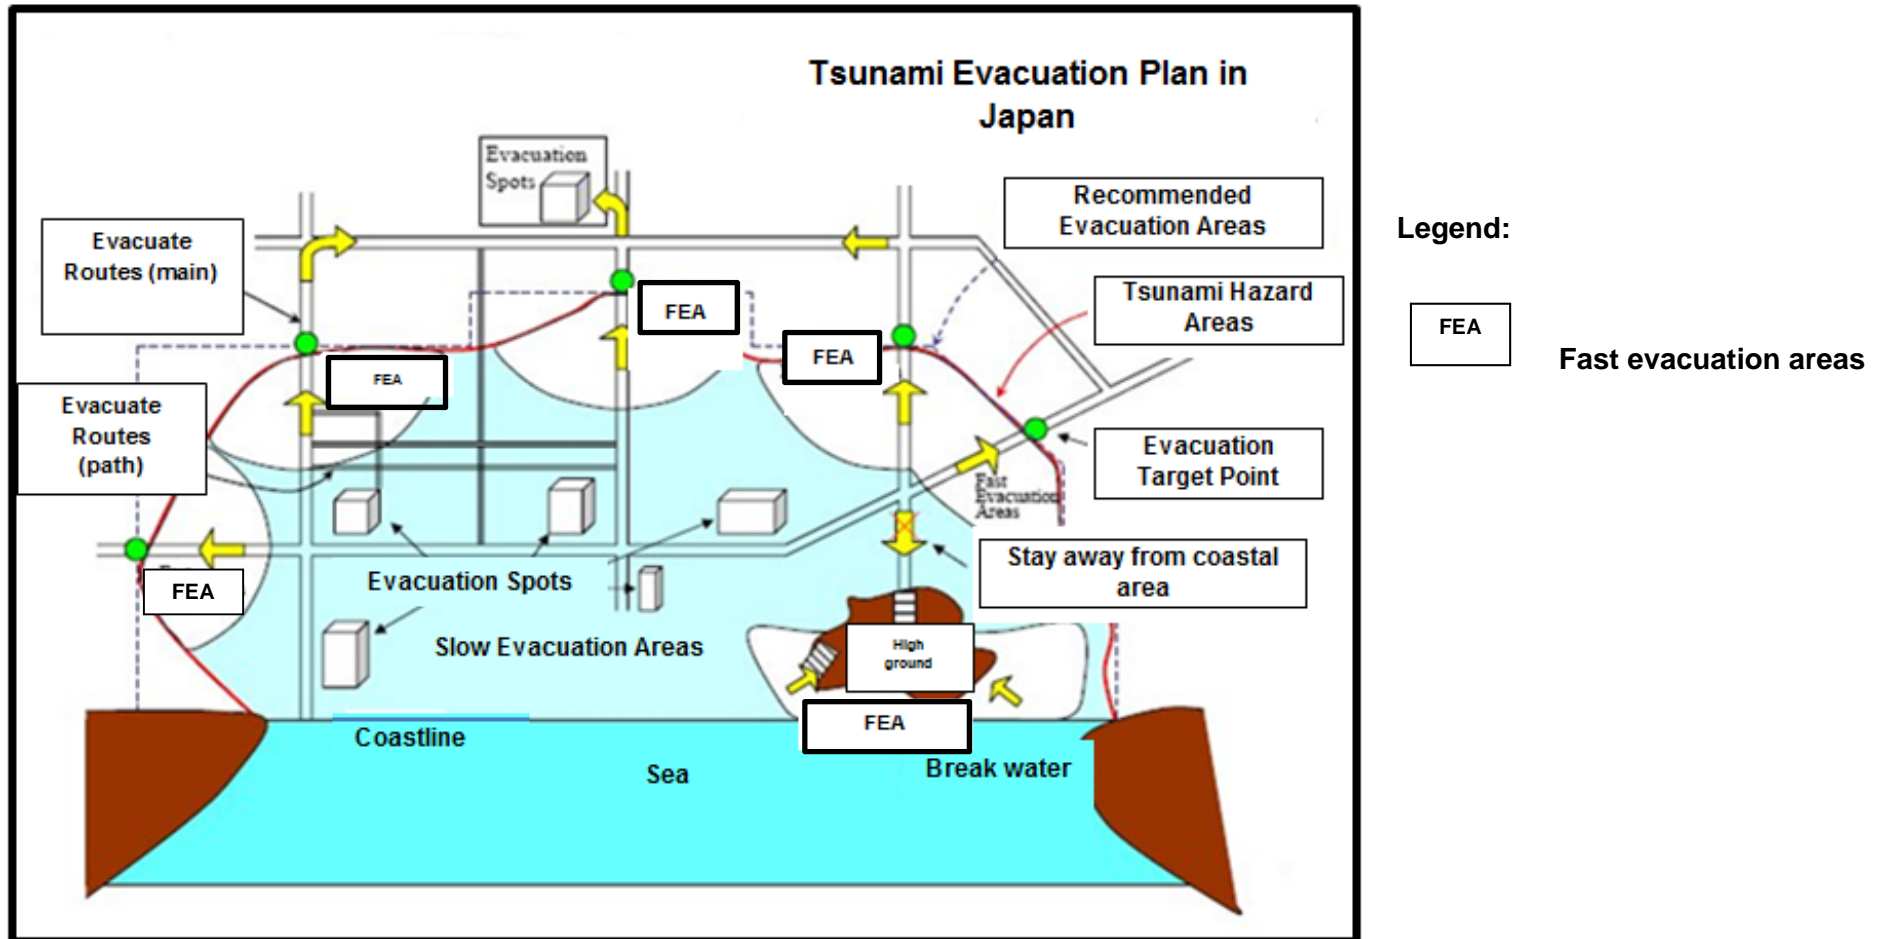 Tsunami Evacuation Plan in
Japan
Evacuation
Spots
Recommended
Evacuation Areas
Evacuate
Routes (main)
Tsunami Hazard
Areas
FEA
FEA
FEA
Evacuate
Routes
(path)
Evacuation
Target Point
Fast
Evacuation
Areas
Stay away from coastal
area
Evacuation Spots
FEA
Slow Evacuation Areas
High
ground
FEA
Coastline
Sea
Break water
Legend:
FEA
Fast evacuation areas